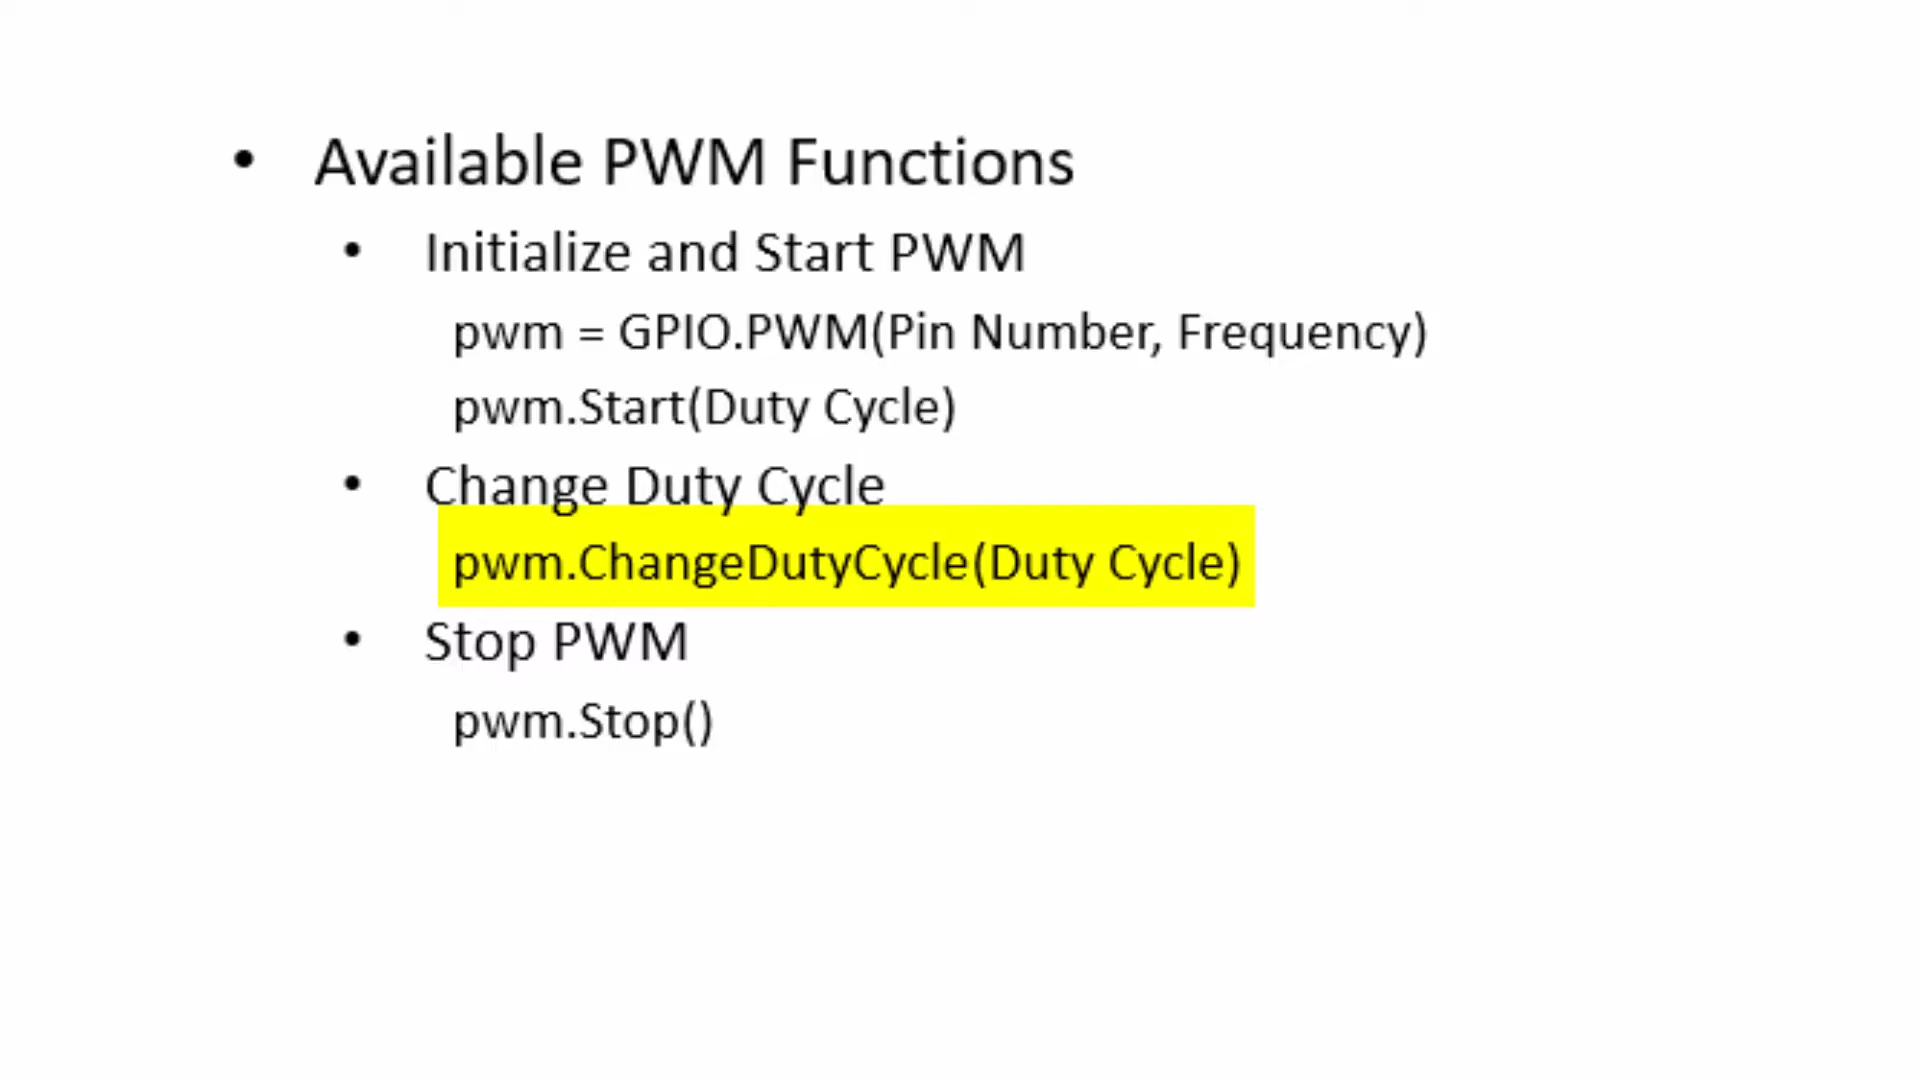 • Available PWM Functions
• Initialize and Start PWM
pwm = GPIO.PWM(Pin Number, Frequency)
pwm.Start(Duty Cycle)
• Change Duty Cycle
pwm.ChangeDutyCycle(Duty Cycle)
• Stop PWM
pwm.Stop()